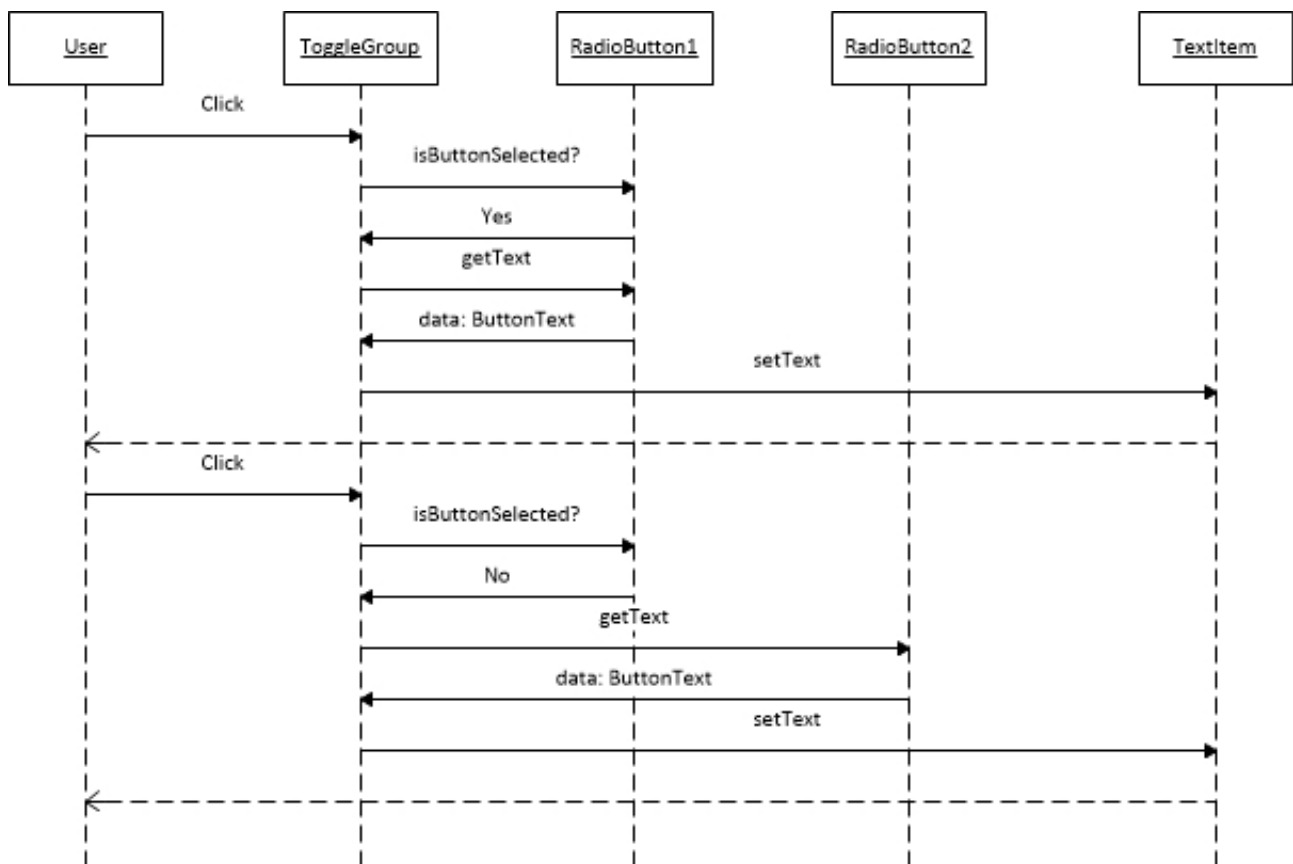 User
ToggleGroup
RadioButton1
RadioButton2
TextItem
Click
isButtonSelected?
Yes
getText
data: ButtonText
setText
Click
isButtonSelected?
No
getText
data: ButtonText
setText